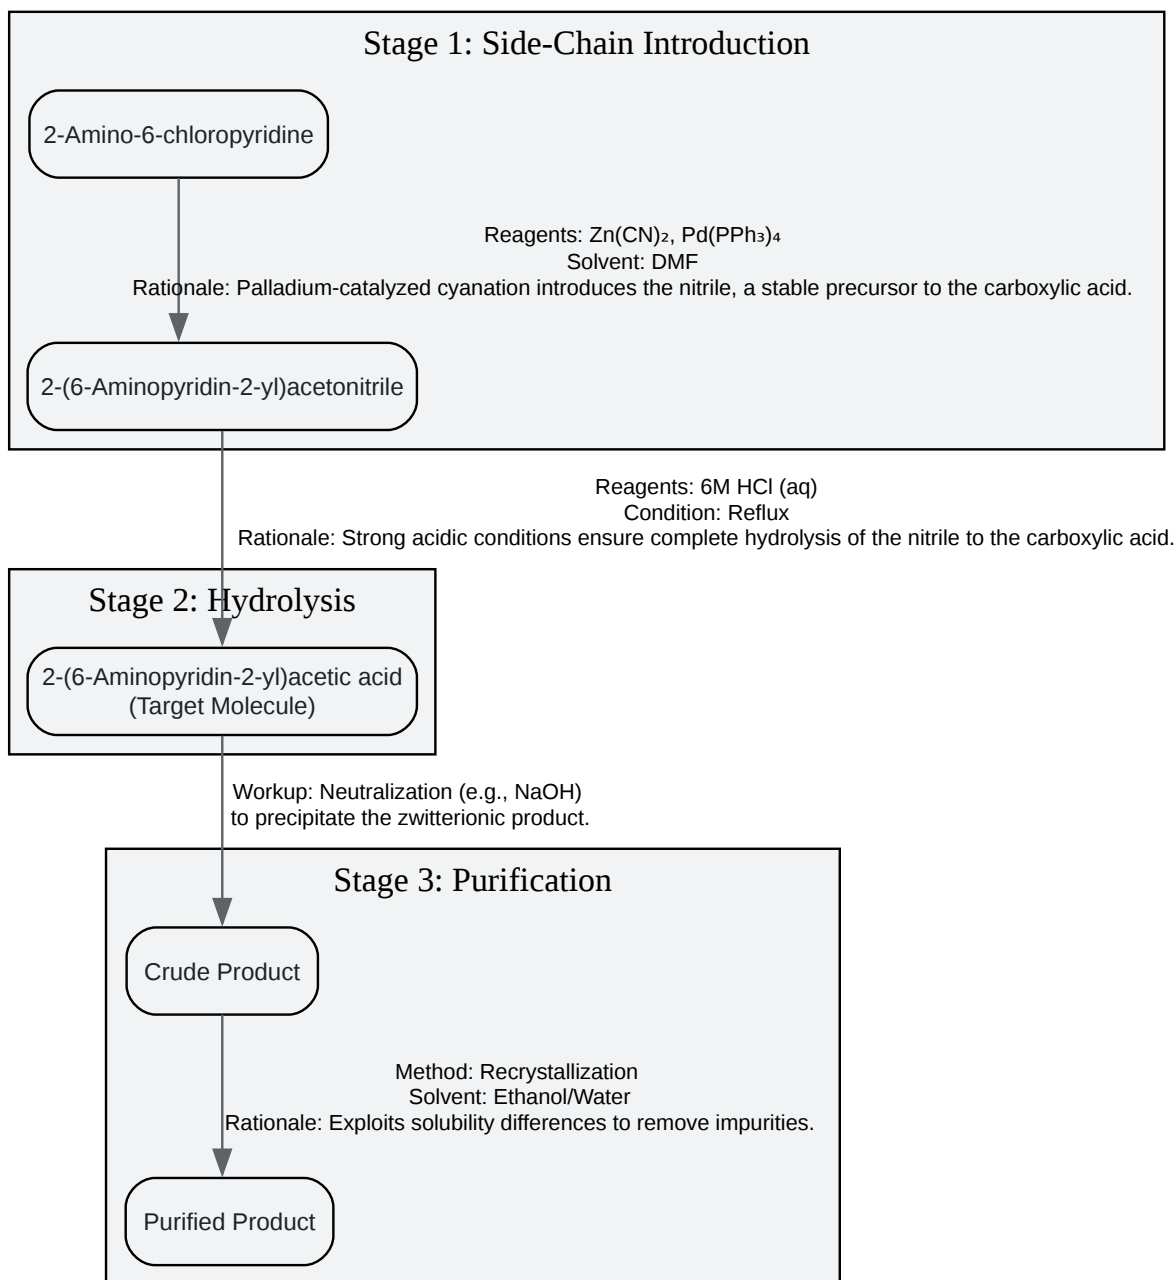 Stage 1: Side-Chain Introduction
2-Amino-6-chloropyridine
Reagents: Zn(CN)₂, Pd(PPh₃)₄
Solvent: DMF
Rationale: Palladium-catalyzed cyanation introduces the nitrile, a stable precursor to the carboxylic acid.
2-(6-Aminopyridin-2-yl)acetonitrile
Reagents: 6M HCl (aq)
Condition: Reflux
Rationale: Strong acidic conditions ensure complete hydrolysis of the nitrile to the carboxylic acid.
Stage 2: Hydrolysis
2-(6-Aminopyridin-2-yl)acetic acid
(Target Molecule)
Workup: Neutralization (e.g., NaOH)
to precipitate the zwitterionic product.
Stage 3: Purification
Crude Product
Method: Recrystallization
Solvent: Ethanol/Water
Rationale: Exploits solubility differences to remove impurities.
Purified Product